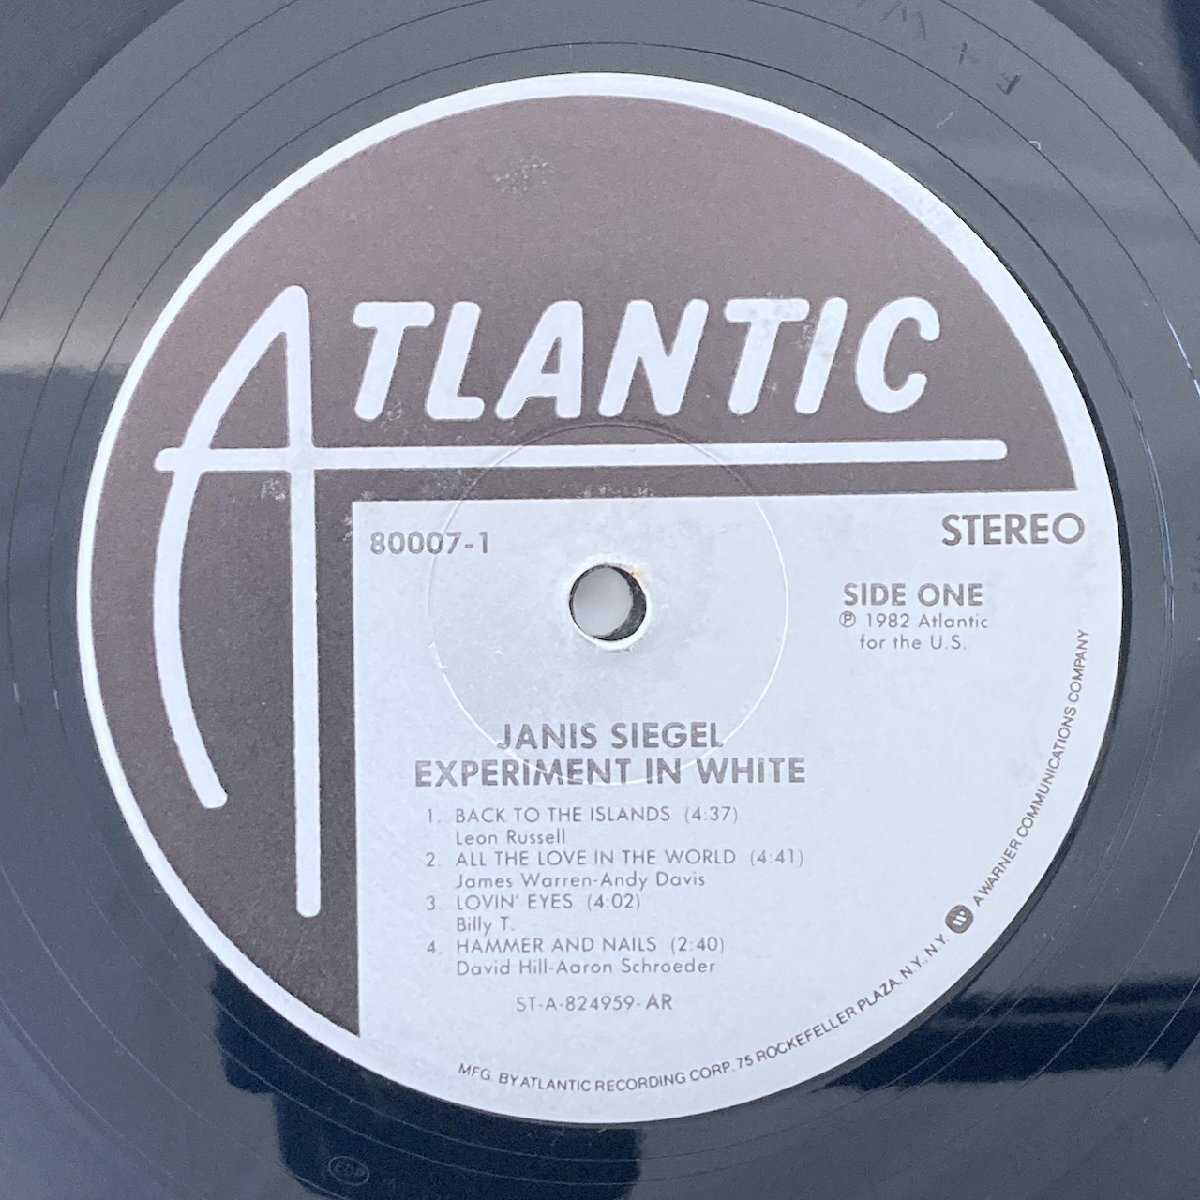 ATLANTIC
80007-1
STEREO
SIDE ONE
℗ 1982 Atlantic
for the U.S.
JANIS SIEGEL
EXPERIMENT IN WHITE
1. BACK TO THE ISLANDS (4:37)
Leon Russell
2. ALL THE LOVE IN THE WORLD (4:41)
James Warren-Andy Davis
3. LOVIN' EYES (4:02)
Billy T.
4. HAMMER AND NAILS (2:40)
David Hill-Aaron Schroeder
ST-A-824959-AR
MFG. BY ATLANTIC RECORDING CORP., 75 ROCKEFELLER PLAZA, N.Y., N.Y. A WARNER COMMUNICATIONS COMPANY